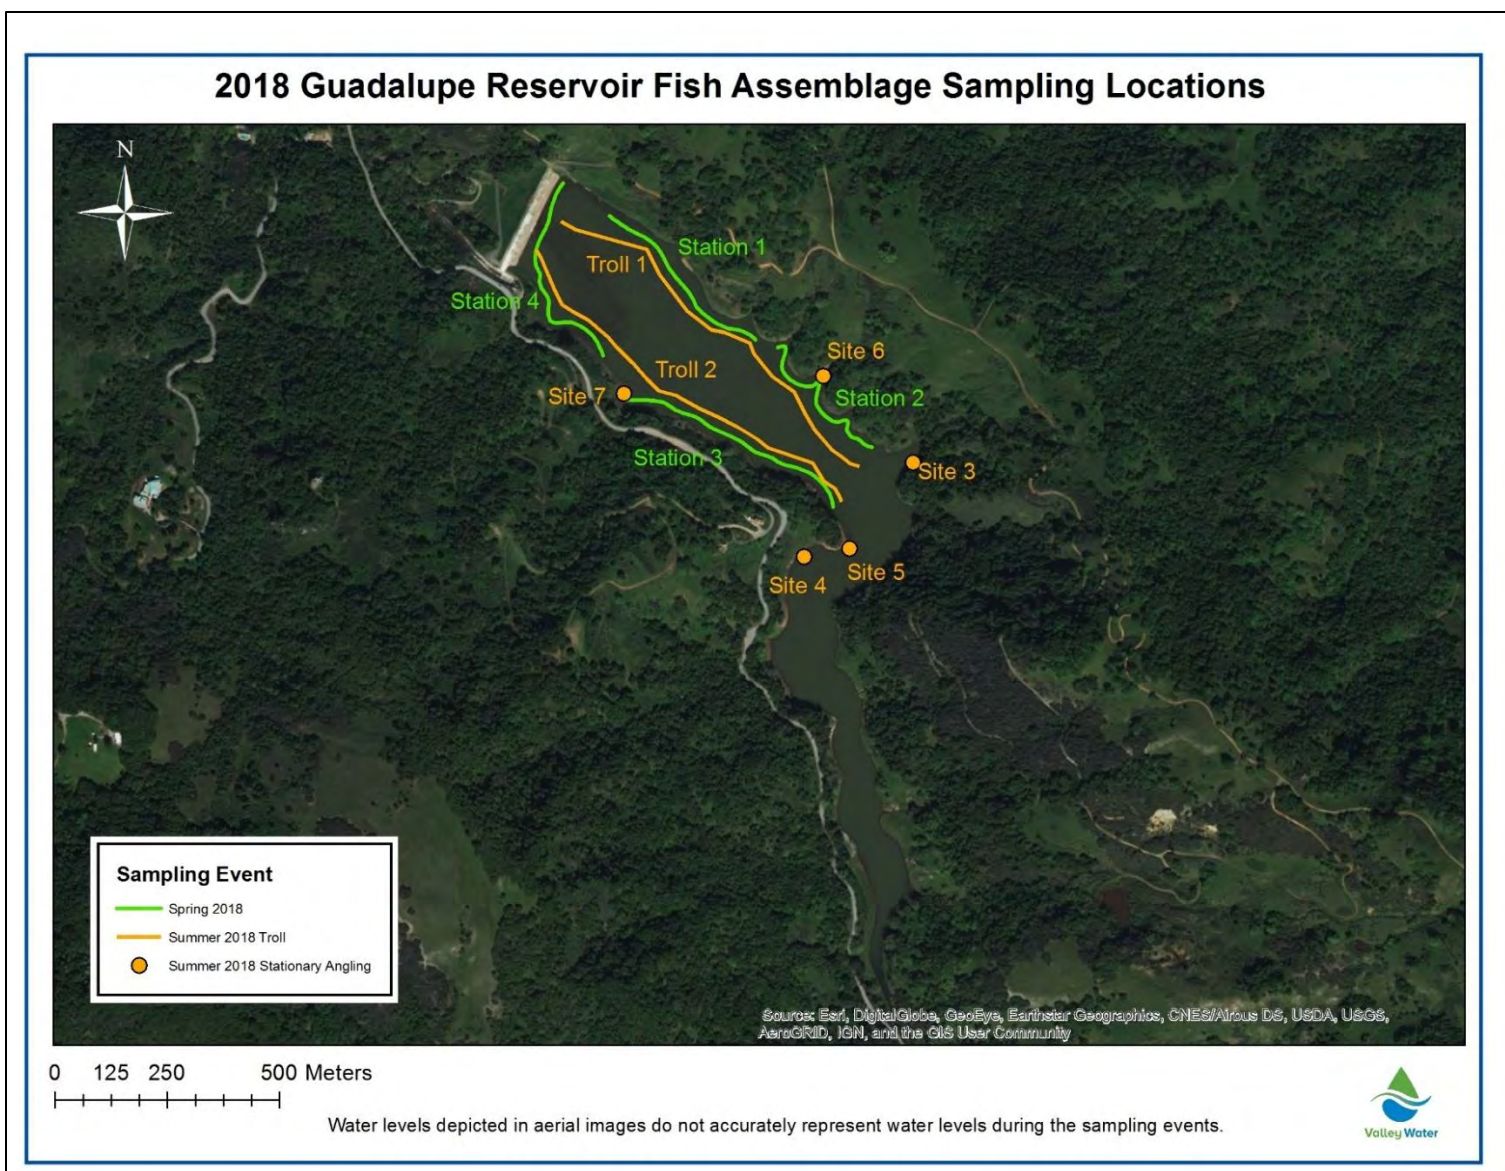 2018 Guadalupe Reservoir Fish Assemblage Sampling Locations
N
Station 1
Troll 1
Station 4
Site 6
Troll 2
Site 7
Station 2
Station 3
Site 3
Site 5
Site 4
Sampling Event
Spring 2018
Summer 2018 Troll
Summer 2018 Stationary Angling
Source: Esri, DigitalGlobe, GeoEye, Earthstar Geographics, CNES/Airbus DS, USDA, USGS,
AeroGRID, IGN, and the GIS User Community
0 125 250 500 Meters
Water levels depicted in aerial images do not accurately represent water levels during the sampling events.
Valley Water